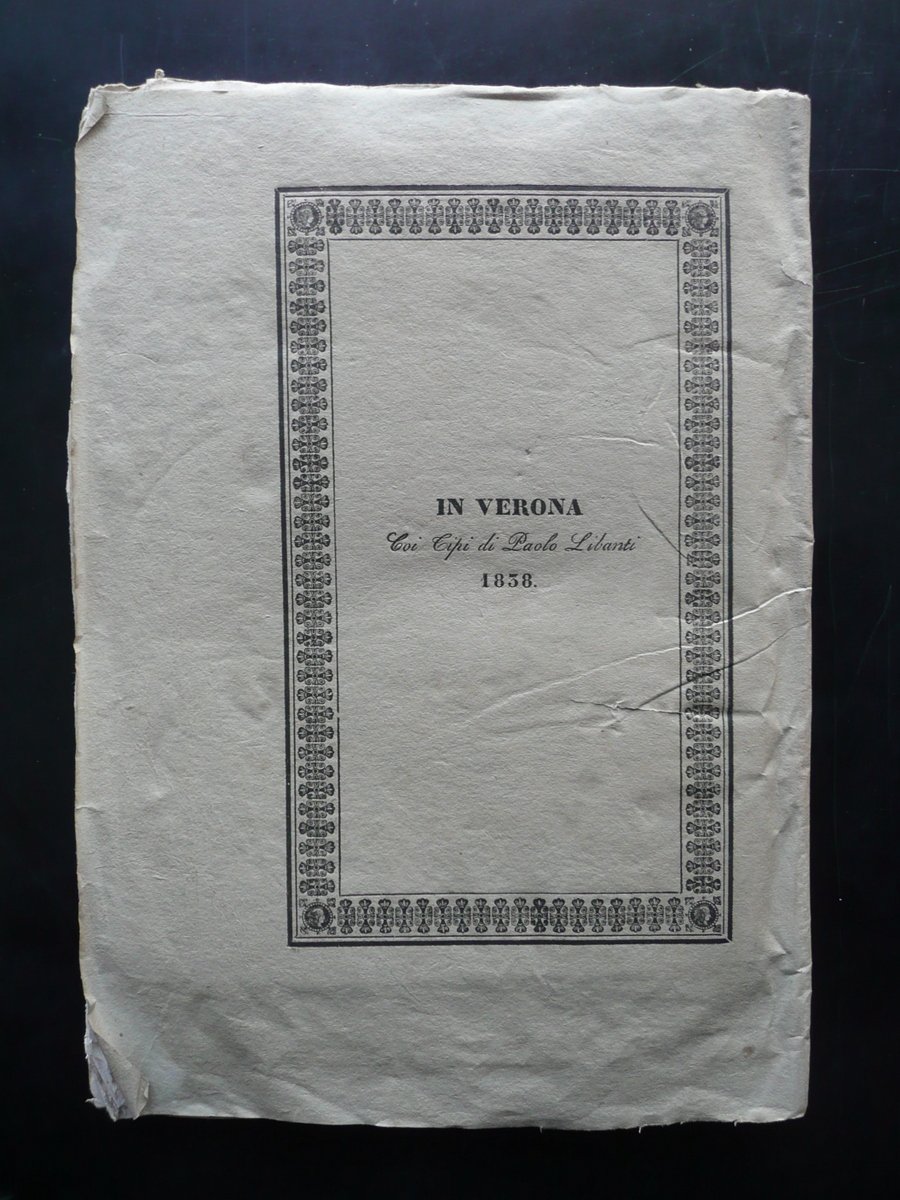 IN VERONA
Coi Tipi di Paolo Libanti
1838.